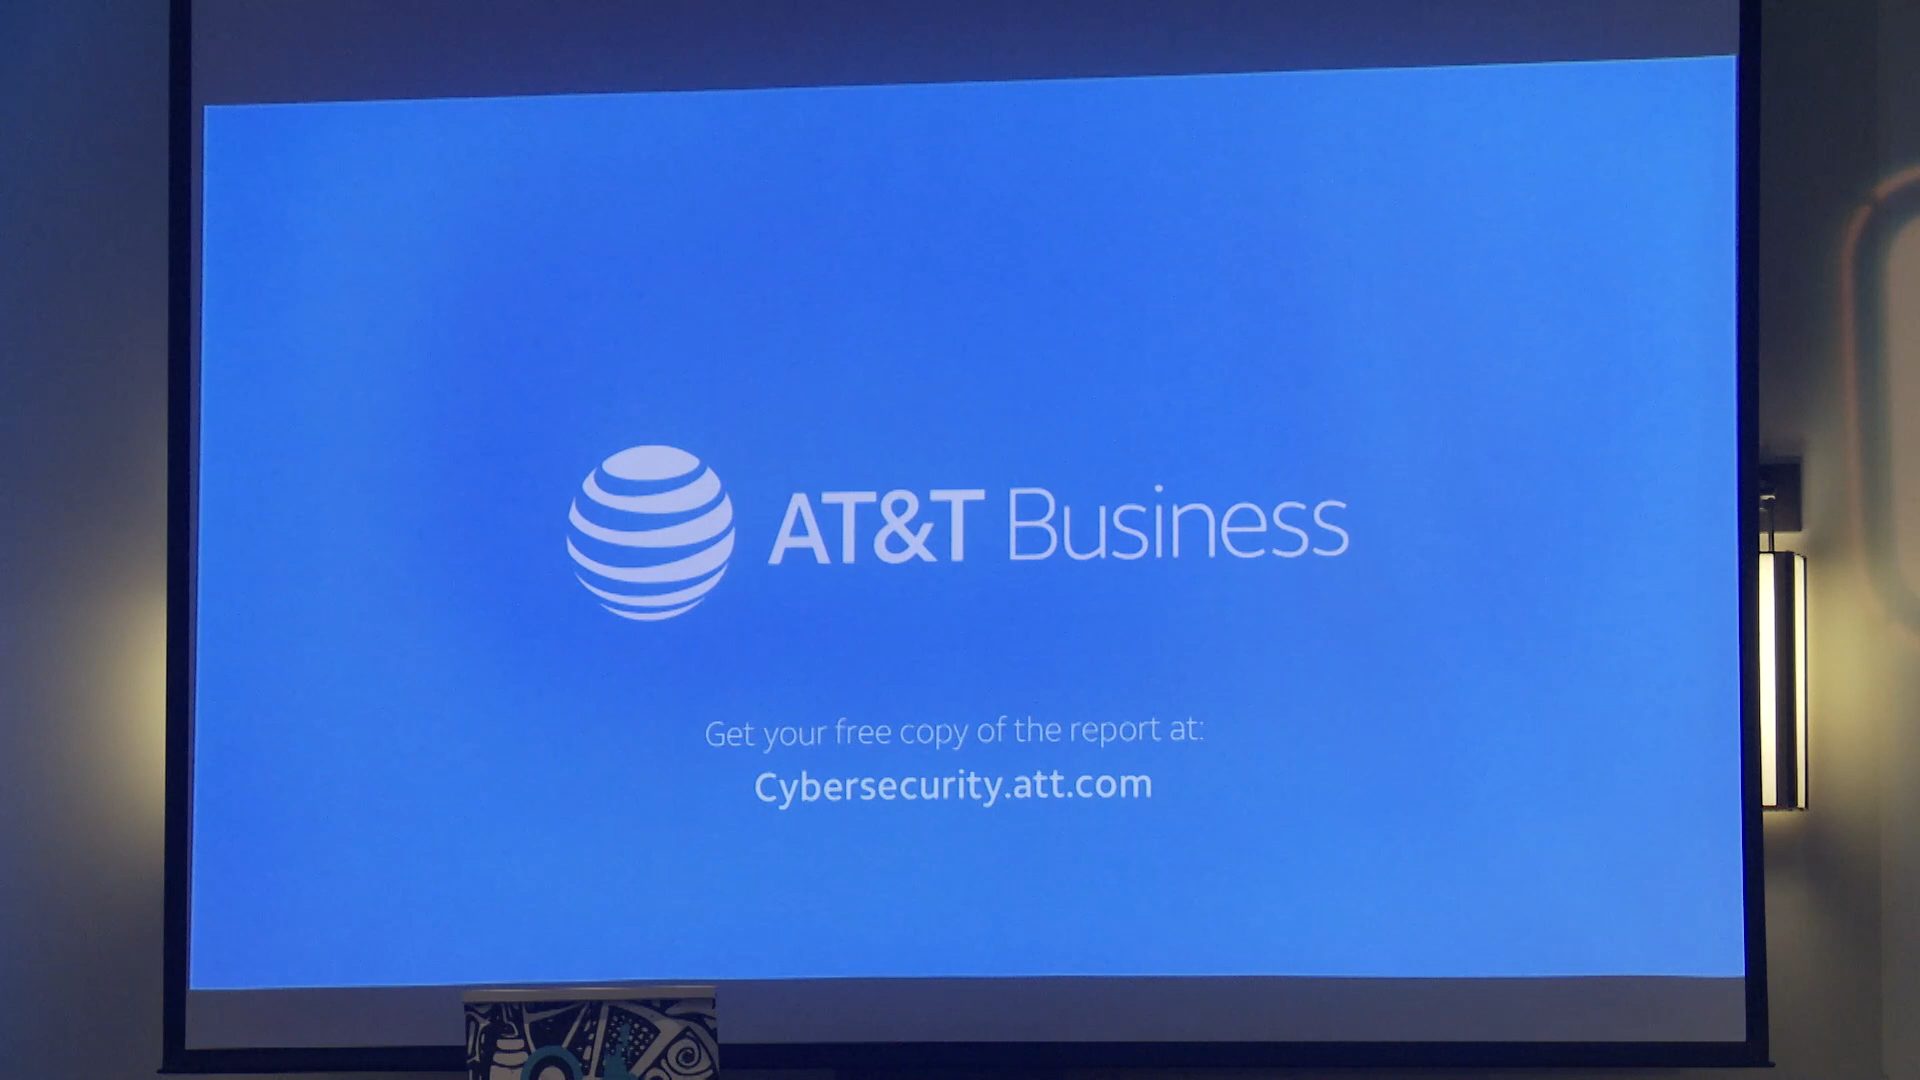 AT&T Business
Get your free copy of the report at:
Cybersecurity.att.com